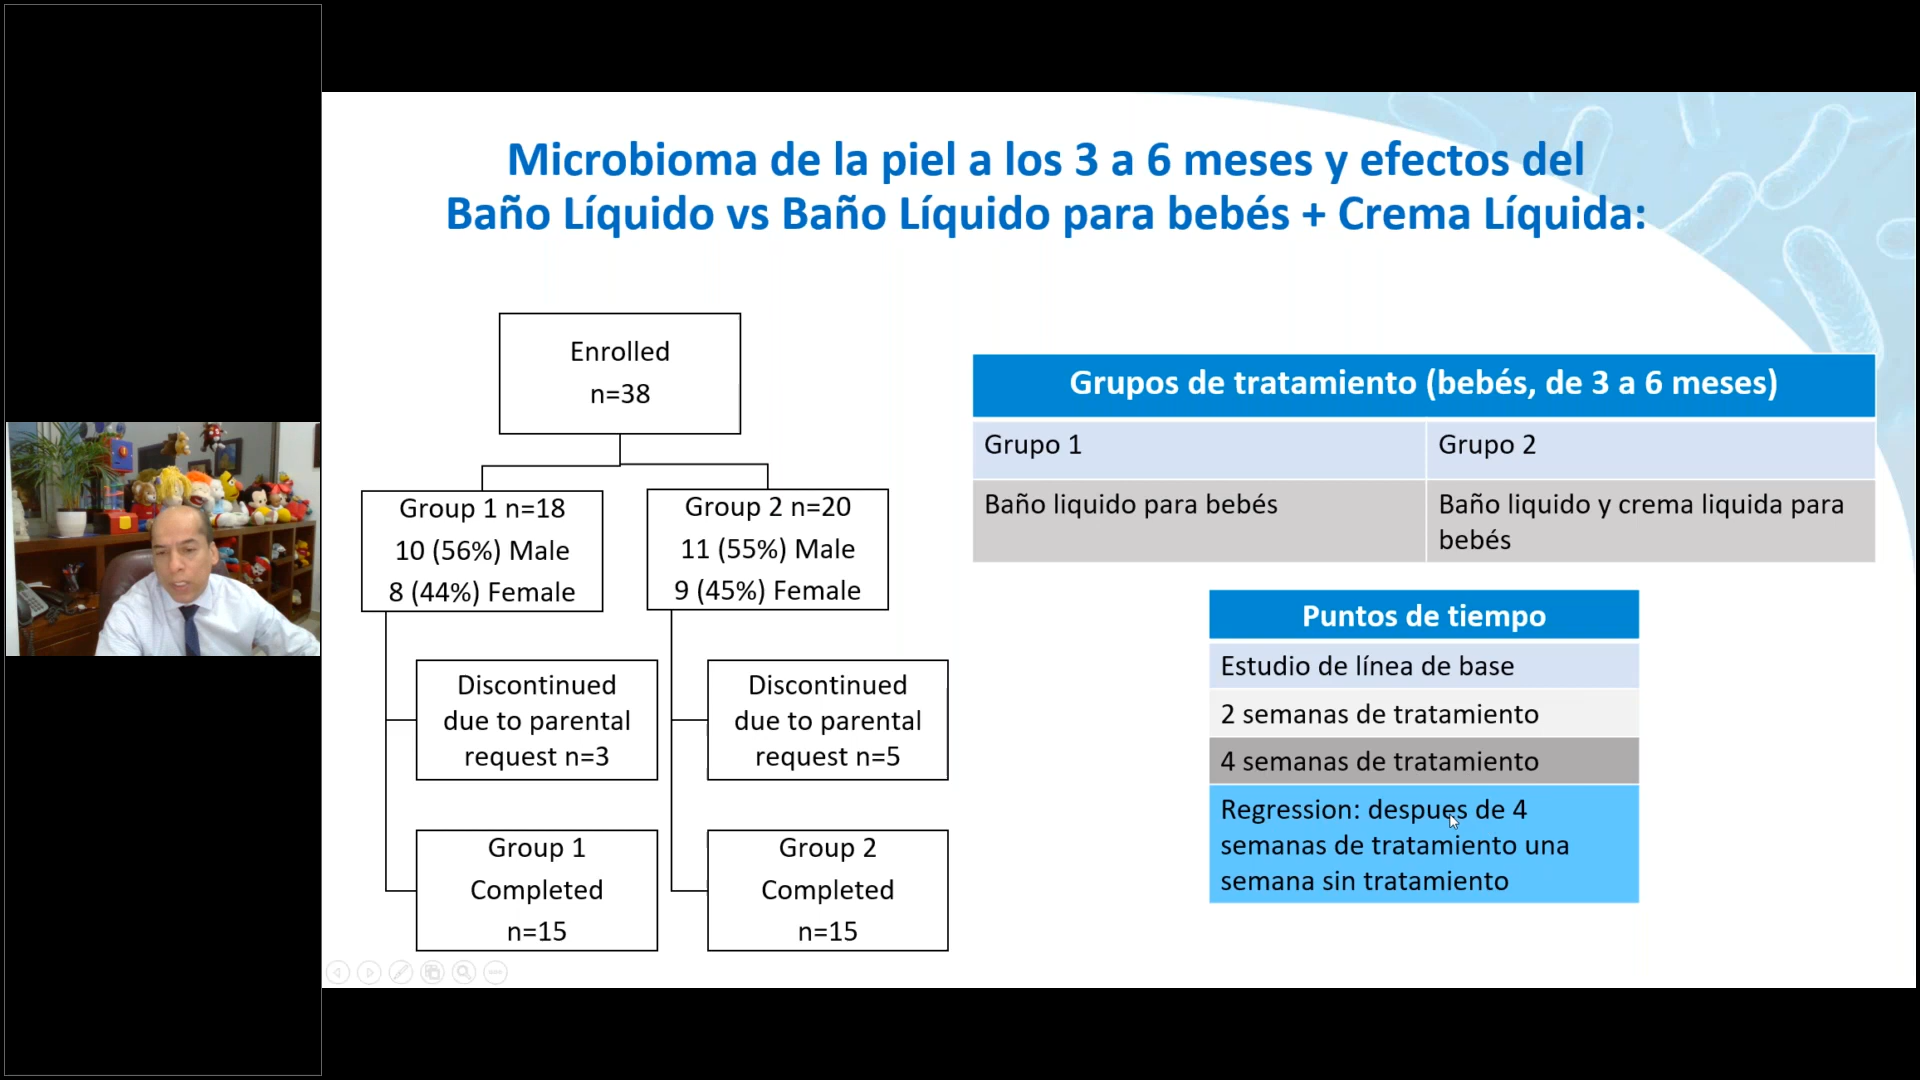 Microbioma de la piel a los 3 a 6 meses y efectos del
Baño Líquido vs Baño Líquido para bebés + Crema Líquida:
Enrolled
n=38
Group 1 n=18
10 (56%) Male
8 (44%) Female
Group 2 n=20
11 (55%) Male
9 (45%) Female
Discontinued
due to parental
request n=3
Discontinued
due to parental
request n=5
Group 1
Completed
n=15
Group 2
Completed
n=15
Grupos de tratamiento (bebés, de 3 a 6 meses)
Grupo 1
Grupo 2
Baño liquido para bebés
Baño liquido y crema liquida para
bebés
Puntos de tiempo
Estudio de línea de base
2 semanas de tratamiento
4 semanas de tratamiento
Regression: despues de 4
semanas de tratamiento una
semana sin tratamiento